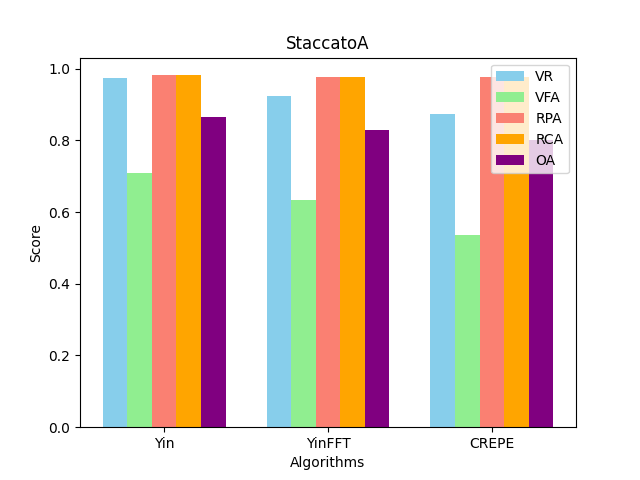 StaccatoA
1.0
0.8
0.6
0.4
0.2
0.0
Score
VR
VFA
RPA
RCA
OA
Yin
YinFFT
CREPE
Algorithms